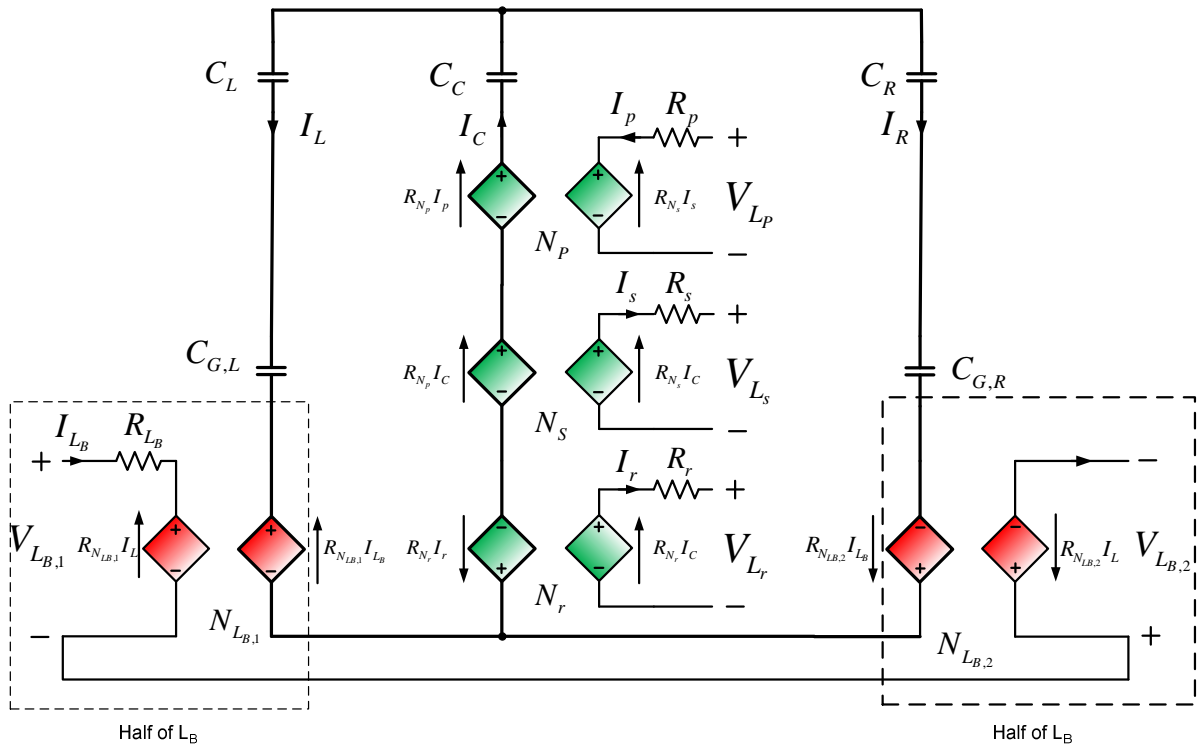 C_L
C_C
C_R
I_L
I_C
I_p
R_p
+
I_R
R_{N_p} I_p
+
−
+
−
R_{N_s} I_s
V_{L_P}
N_P
−
I_s
R_s
+
C_{G,L}
R_{N_p} I_C
+
−
+
−
R_{N_s} I_C
V_{L_s}
C_{G,R}
N_S
−
I_{L_B}
R_{L_B}
+
I_r
R_r
+
−
V_{L_{B,1}}
R_{N_{LB,1}} I_L
+
−
+
−
R_{N_{LB,1}} I_{L_B}
R_{N_r} I_r
−
+
+
−
R_{N_r} I_C
V_{L_r}
R_{N_{LB,2}} I_{L_B}
−
+
−
+
R_{N_{LB,2}} I_L
V_{L_{B,2}}
N_r
−
−
N_{L_{B,1}}
N_{L_{B,2}}
+
Half of L_B
Half of L_B